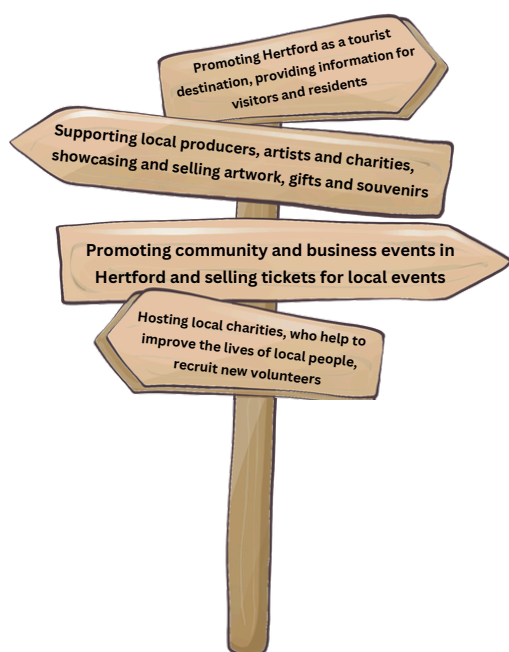 Promoting Hertford as a tourist
destination, providing information for
visitors and residents
Supporting local producers, artists and charities,
showcasing and selling artwork, gifts and souvenirs
Promoting community and business events in
Hertford and selling tickets for local events
Hosting local charities, who help to
improve the lives of local people,
recruit new volunteers